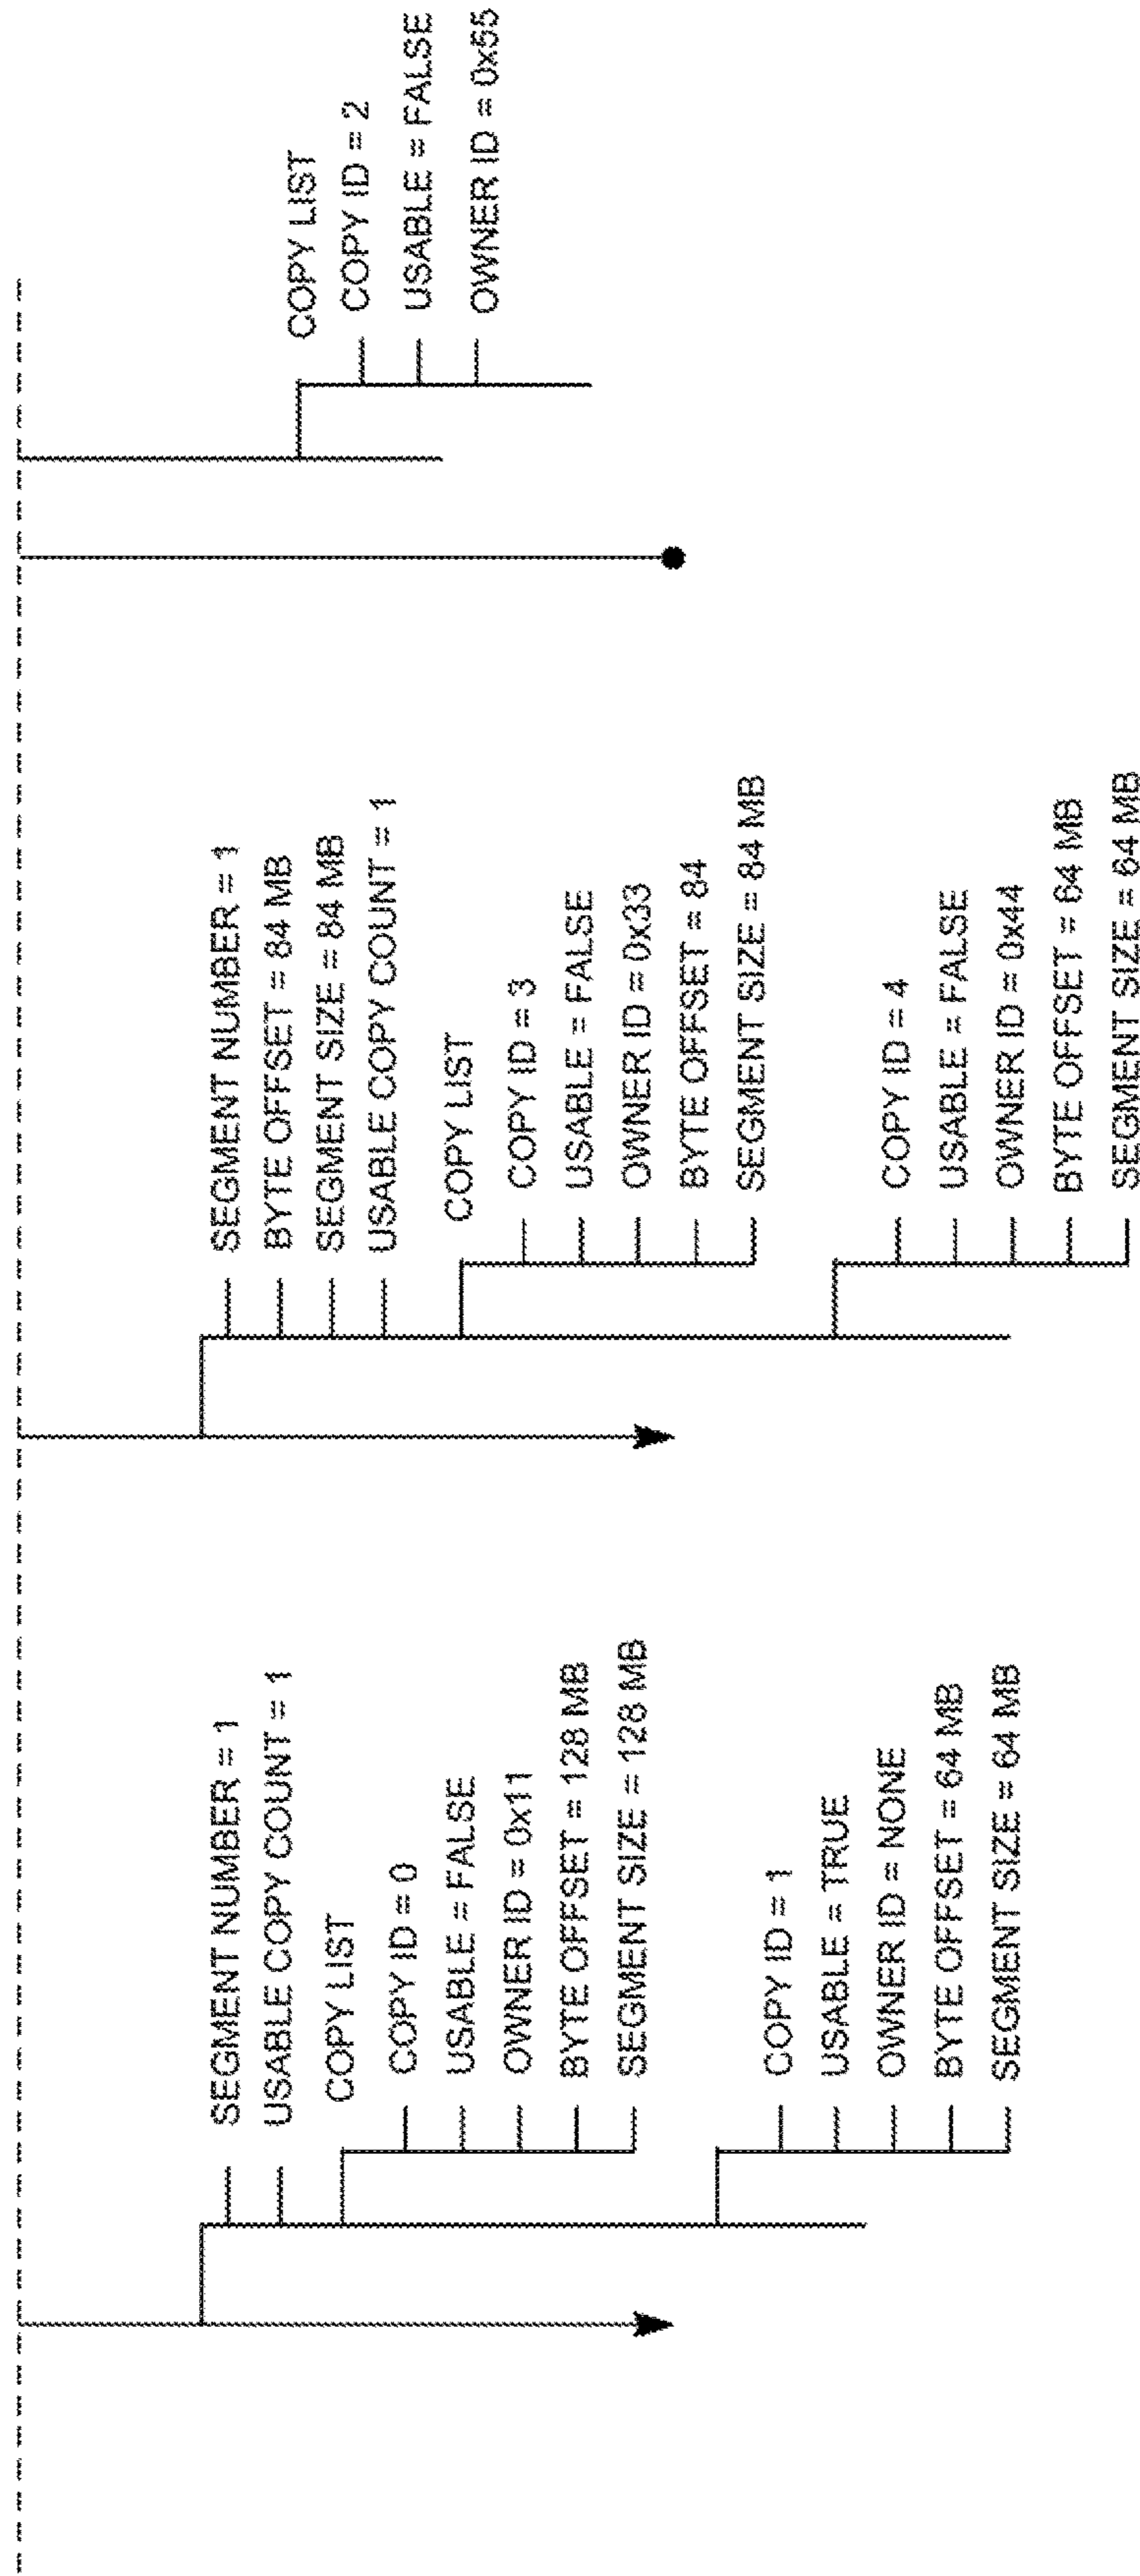 SEGMENT NUMBER = 1
USABLE COPY COUNT = 1
COPY LIST
COPY ID = 0
USABLE = FALSE
OWNER ID = 0x11
BYTE OFFSET = 128 MB
SEGMENT SIZE = 128 MB
COPY ID = 1
USABLE = TRUE
OWNER ID = NONE
BYTE OFFSET = 64 MB
SEGMENT SIZE = 64 MB
SEGMENT NUMBER = 1
BYTE OFFSET = 84 MB
SEGMENT SIZE = 84 MB
USABLE COPY COUNT = 1
COPY LIST
COPY ID = 3
USABLE = FALSE
OWNER ID = 0x33
BYTE OFFSET = 84
SEGMENT SIZE = 84 MB
COPY ID = 4
USABLE = FALSE
OWNER ID = 0x44
BYTE OFFSET = 64 MB
SEGMENT SIZE = 64 MB
COPY LIST
COPY ID = 2
USABLE = FALSE
OWNER ID = 0x55